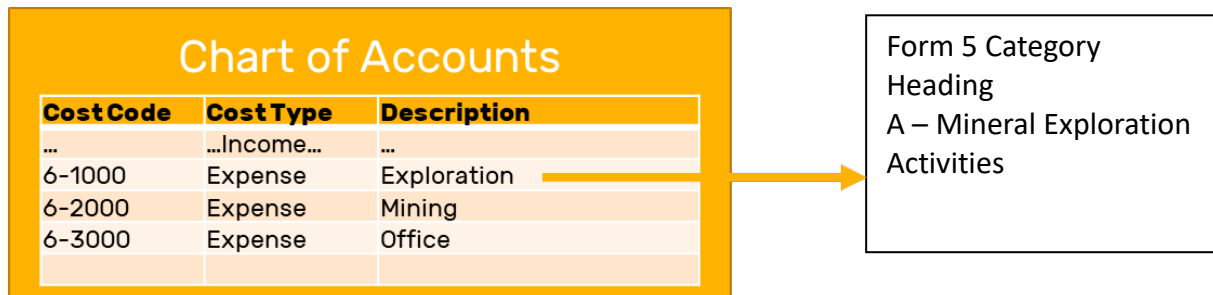 Chart of Accounts
Cost Code Cost Type Description
... ...Income... ...
6-1000 Expense Exploration
6-2000 Expense Mining
6-3000 Expense Office
Form 5 Category
Heading
A – Mineral Exploration
Activities